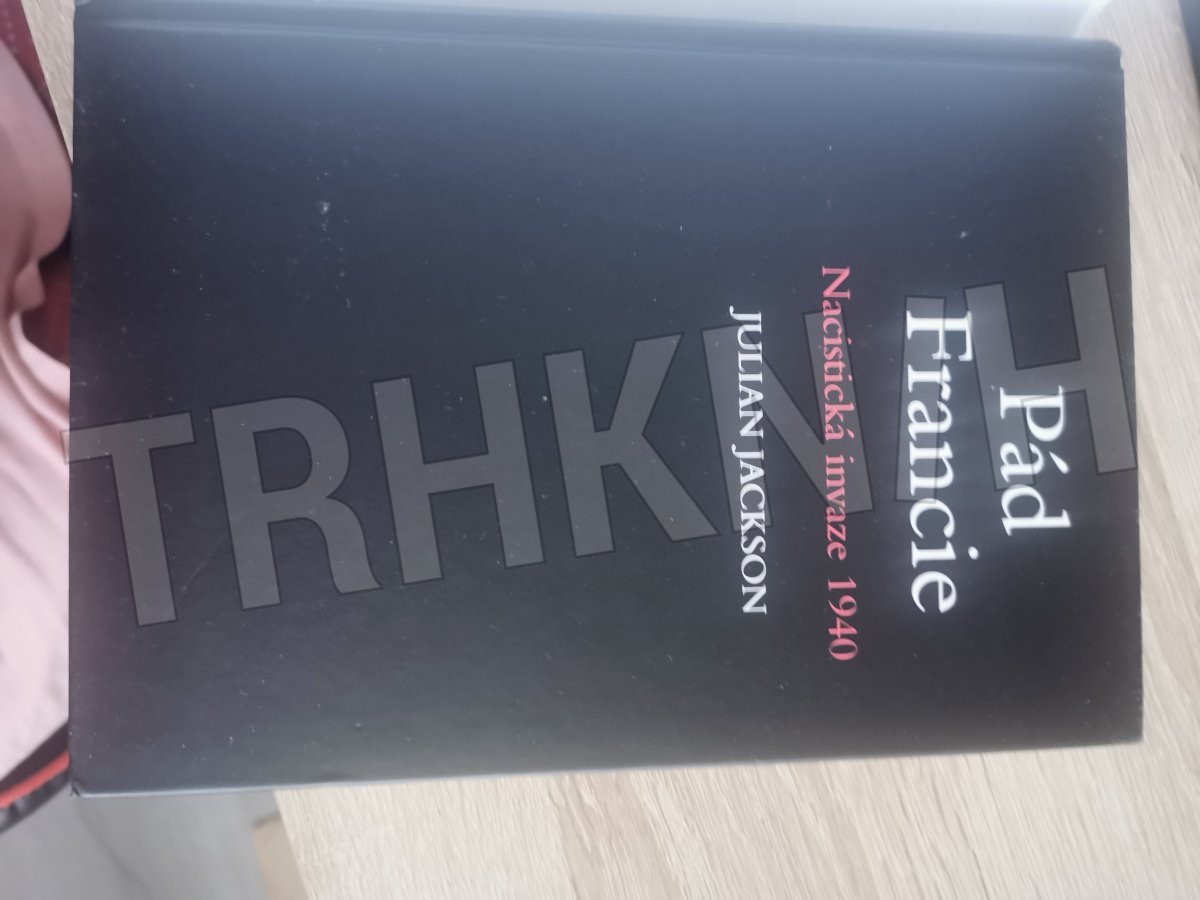 Pád
Francie
Nacistická invaze 1940
JULIAN JACKSON
TRHKNIH